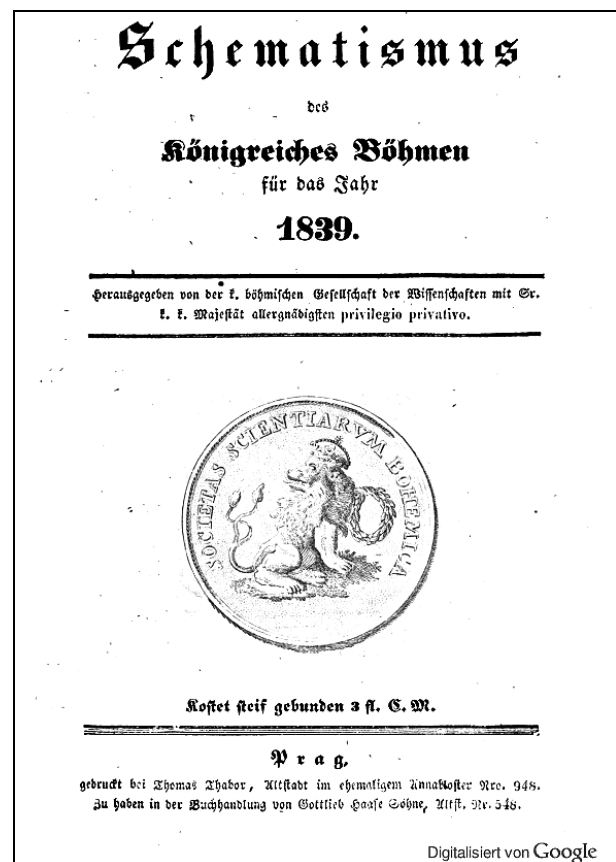 Schematismus
des
Königreiches Böhmen
für das Jahr
1839.
Herausgegeben von der k. böhmischen Gesellschaft der Wissenschaften mit Sr.
k. k. Majestät allergnädigsten privilegio privativo.
SOCIETAS SCIENTIARVM BOHEMICA
Kostet steif gebunden 3 fl. C. M.
Prag,
gedruckt bei Thomas Thabor, Altstadt im ehemaligem Annakloster Nro. 948.
Zu haben in der Buchhandlung von Gottlieb Haase Söhne, Altst. Nr. 548.
Digitalisiert von Google